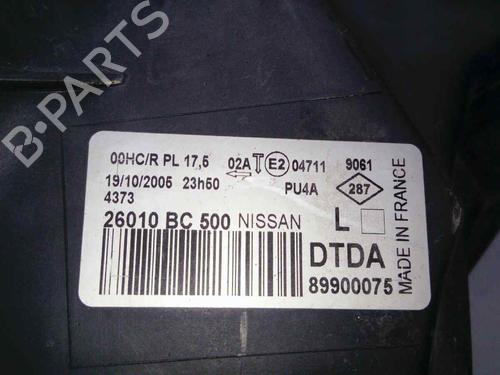 B-PARTS
00HC/R PL 17,5 02A E2 04711 9061
19/10/2005 23h50 PU4A 287
4373
26010 BC 500 NISSAN L
DTDA
89900075
MADE IN FRANCE